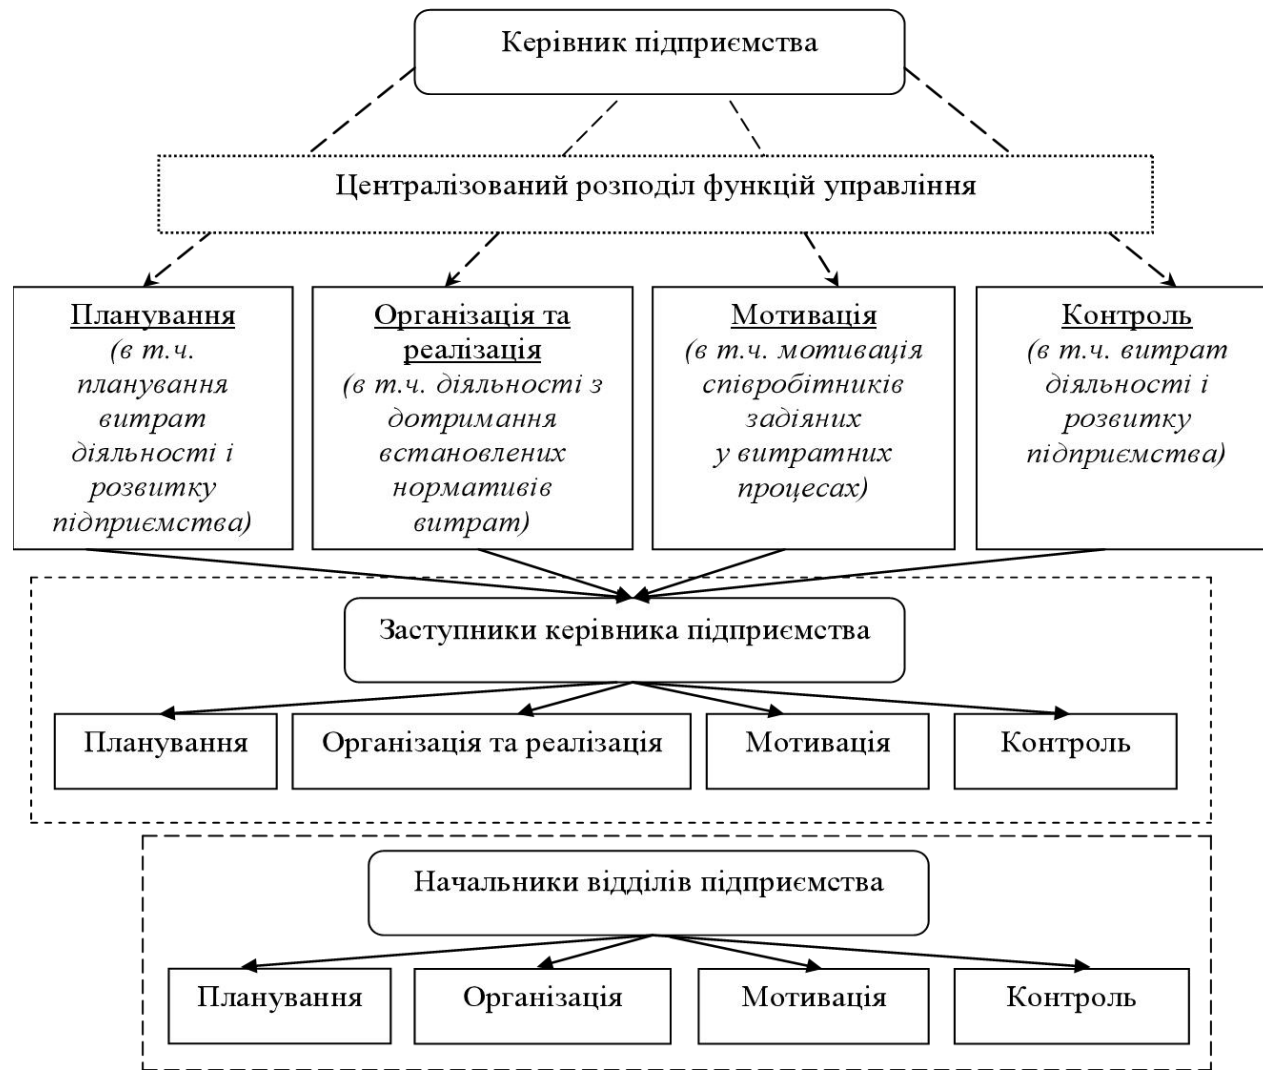 Керівник підприємства
Централізований розподіл функцій управління
Планування
(в т.ч.
планування
витрат
діяльності і
розвитку
підприємства)
Організація та
реалізація
(в т.ч. діяльності з
дотримання
встановлених
нормативів
витрат)
Мотивація
(в т.ч. мотивація
співробітників
задіяних
у витратних
процесах)
Контроль
(в т.ч. витрат
діяльності і
розвитку
підприємства)
Заступники керівника підприємства
Планування
Організація та реалізація
Мотивація
Контроль
Начальники відділів підприємства
Планування
Організація
Мотивація
Контроль